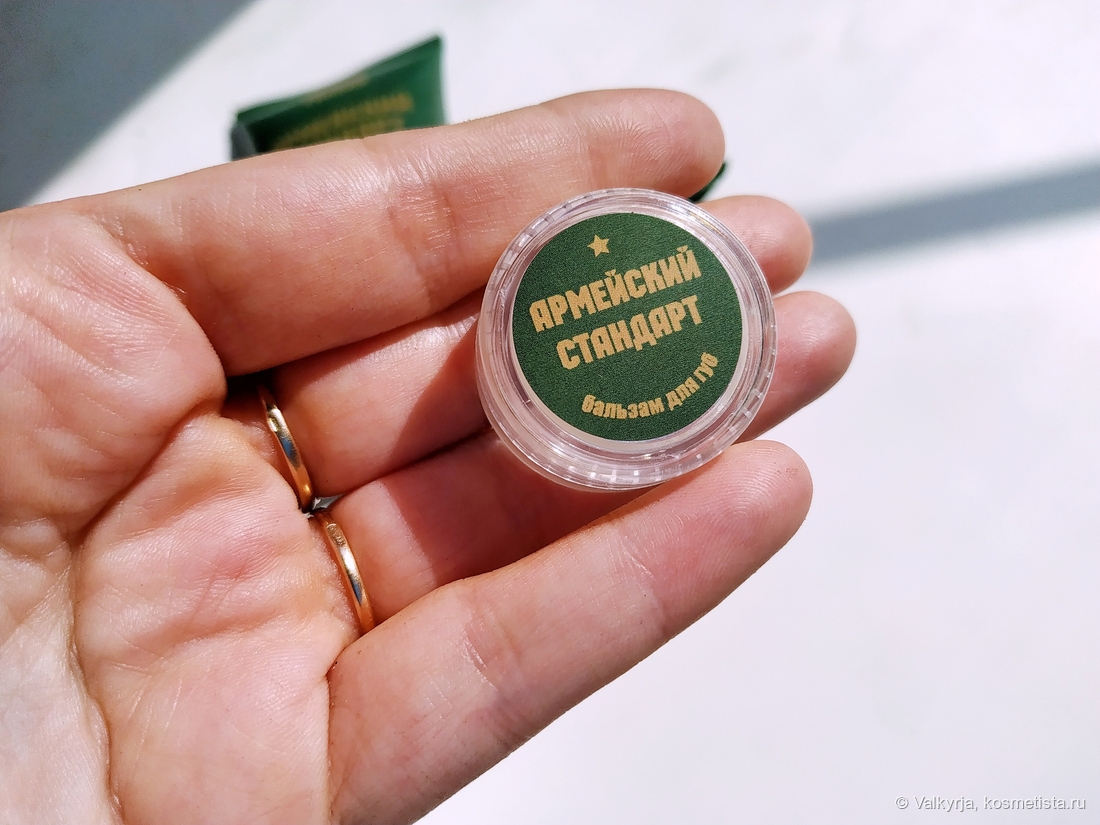 АРМЕЙСКИЙ
СТАНДАРТ
бальзам для губ
© Valkyrja, kosmetista.ru